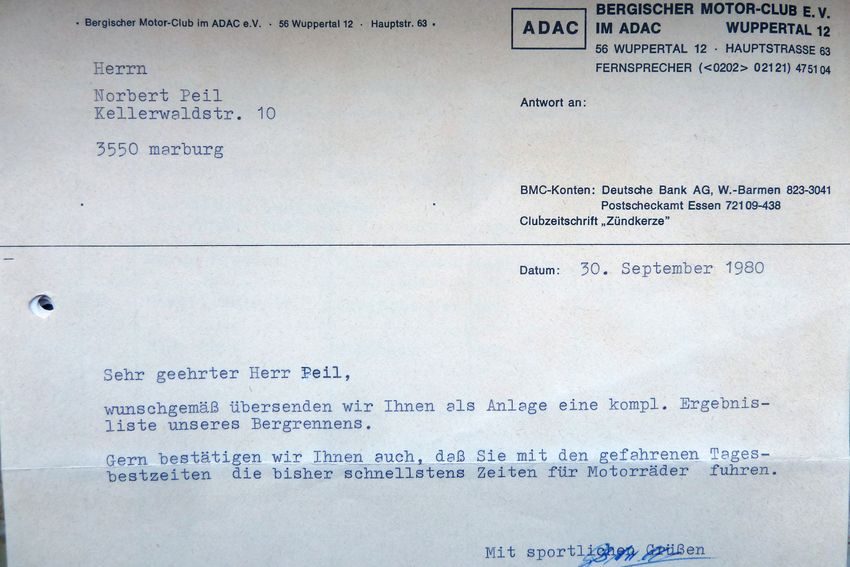 • Bergischer Motor-Club im ADAC e.V. · 56 Wuppertal 12 · Hauptstr. 63 •
ADAC
BERGISCHER MOTOR-CLUB E. V.
IM ADAC WUPPERTAL 12
56 WUPPERTAL 12 · HAUPTSTRASSE 63
FERNSPRECHER (<0202> 02121) 475104
Herrn
Norbert Peil
Kellerwaldstr. 10
3550 marburg
Antwort an:
BMC-Konten: Deutsche Bank AG, W.-Barmen 823-3041
Postscheckamt Essen 72109-438
Clubzeitschrift „Zündkerze”
Datum: 30. September 1980
Sehr geehrter Herr Peil,
wunschgemäß übersenden wir Ihnen als Anlage eine kompl. Ergebnis-
liste unseres Bergrennens.
Gern bestätigen wir Ihnen auch, daß Sie mit den gefahrenen Tages-
bestzeiten die bisher schnellstens Zeiten für Motorräder fuhren.
Mit sportlichen Grüßen